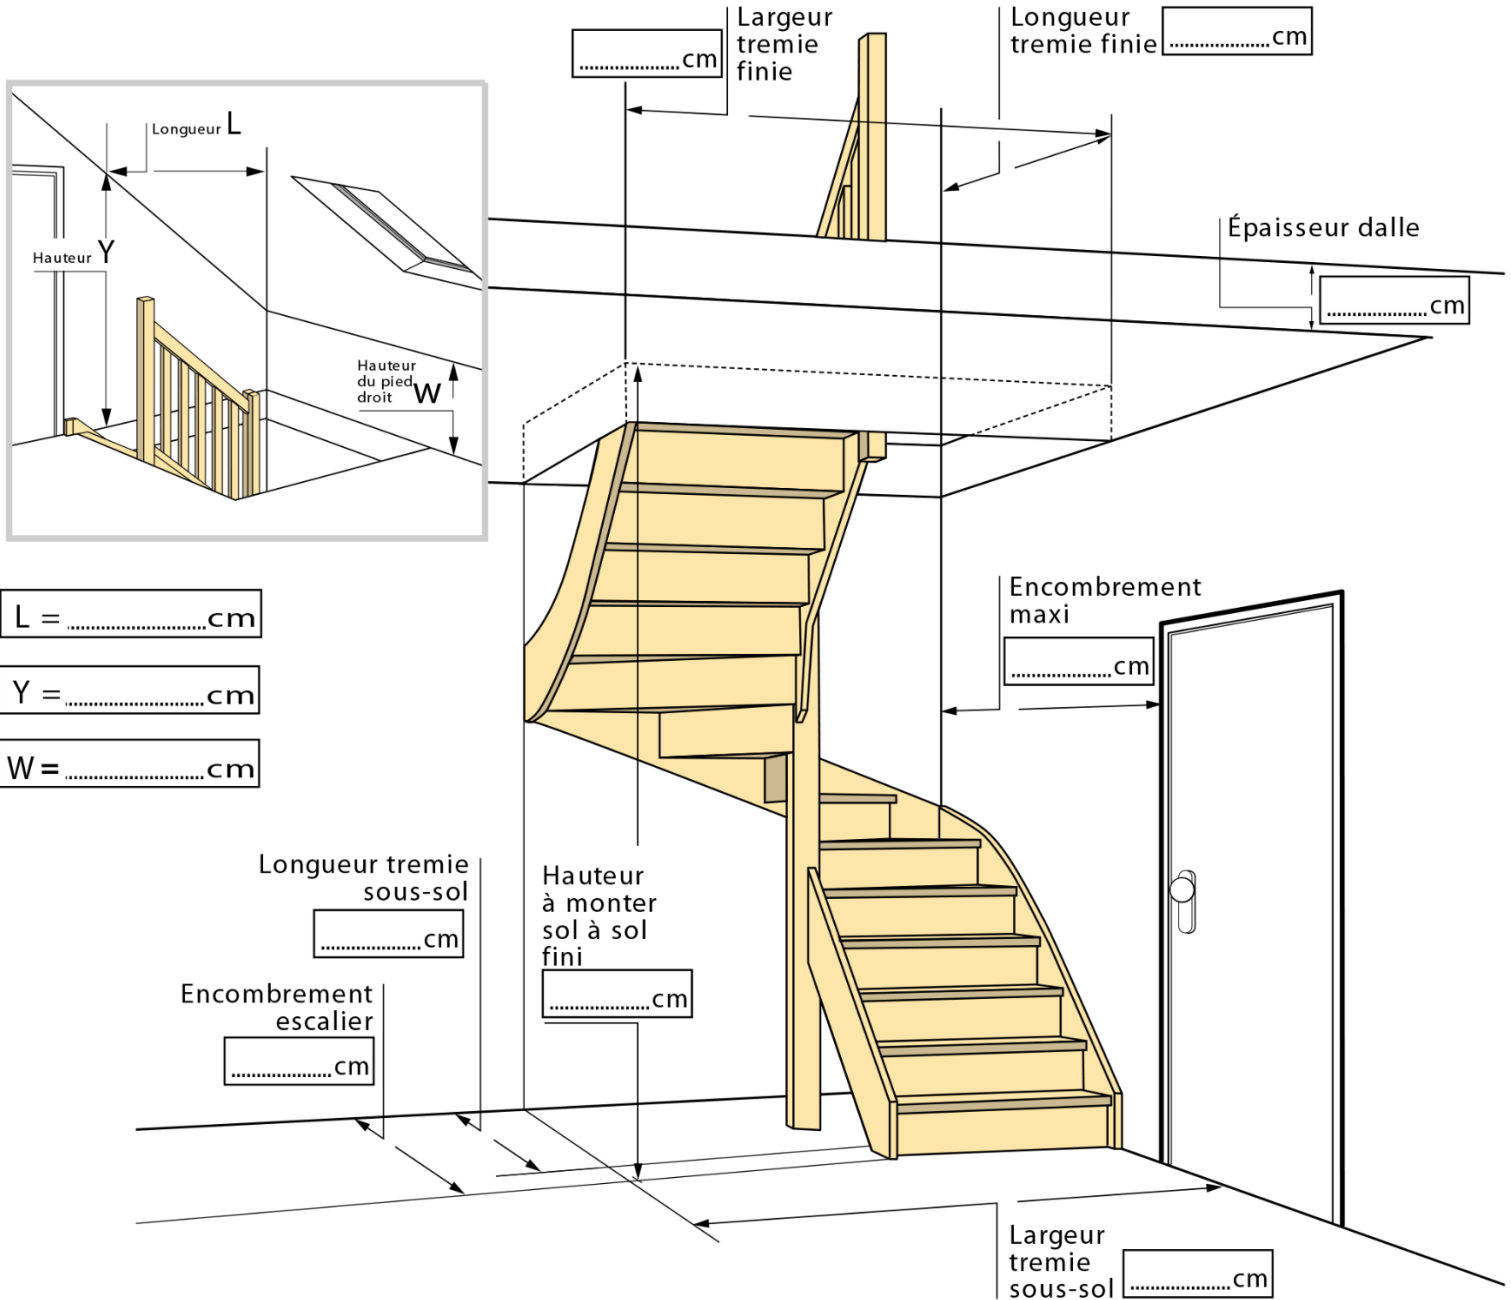 Largeur
tremie
finie
....................cm
Longueur
tremie finie
....................cm
Longueur L
Hauteur Y
Hauteur
du pied
droit W
Épaisseur dalle
....................cm
L = ............................cm
Y = ............................cm
W = ............................cm
Encombrement
maxi
....................cm
Longueur tremie
sous-sol
....................cm
Hauteur
à monter
sol à sol
fini
....................cm
Encombrement
escalier
....................cm
Largeur
tremie
sous-sol
....................cm